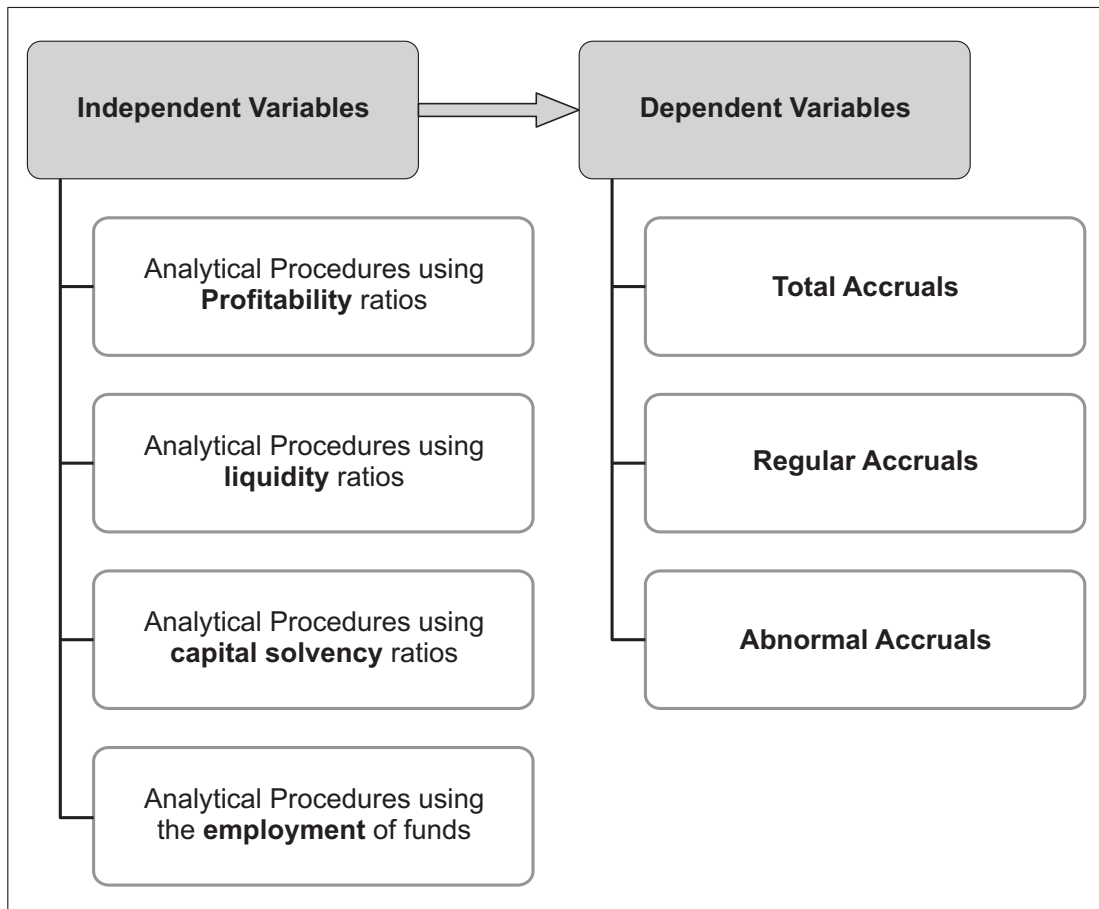 Independent Variables
Dependent Variables
Analytical Procedures using
Profitability ratios
Analytical Procedures using
liquidity ratios
Analytical Procedures using
capital solvency ratios
Analytical Procedures using
the employment of funds
Total Accruals
Regular Accruals
Abnormal Accruals